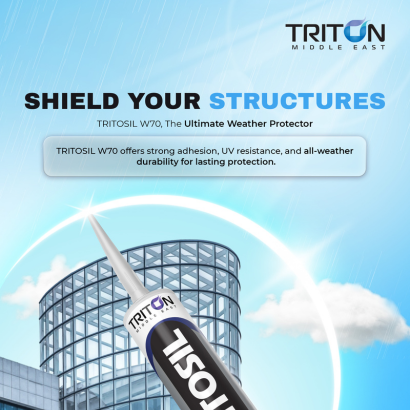 TRITON
MIDDLE EAST
SHIELD YOUR STRUCTURES
TRITOSIL W70, The Ultimate Weather Protector
TRITOSIL W70 offers strong adhesion, UV resistance, and all-weather
durability for lasting protection.
TRITON
MIDDLE EAST
TOSIL